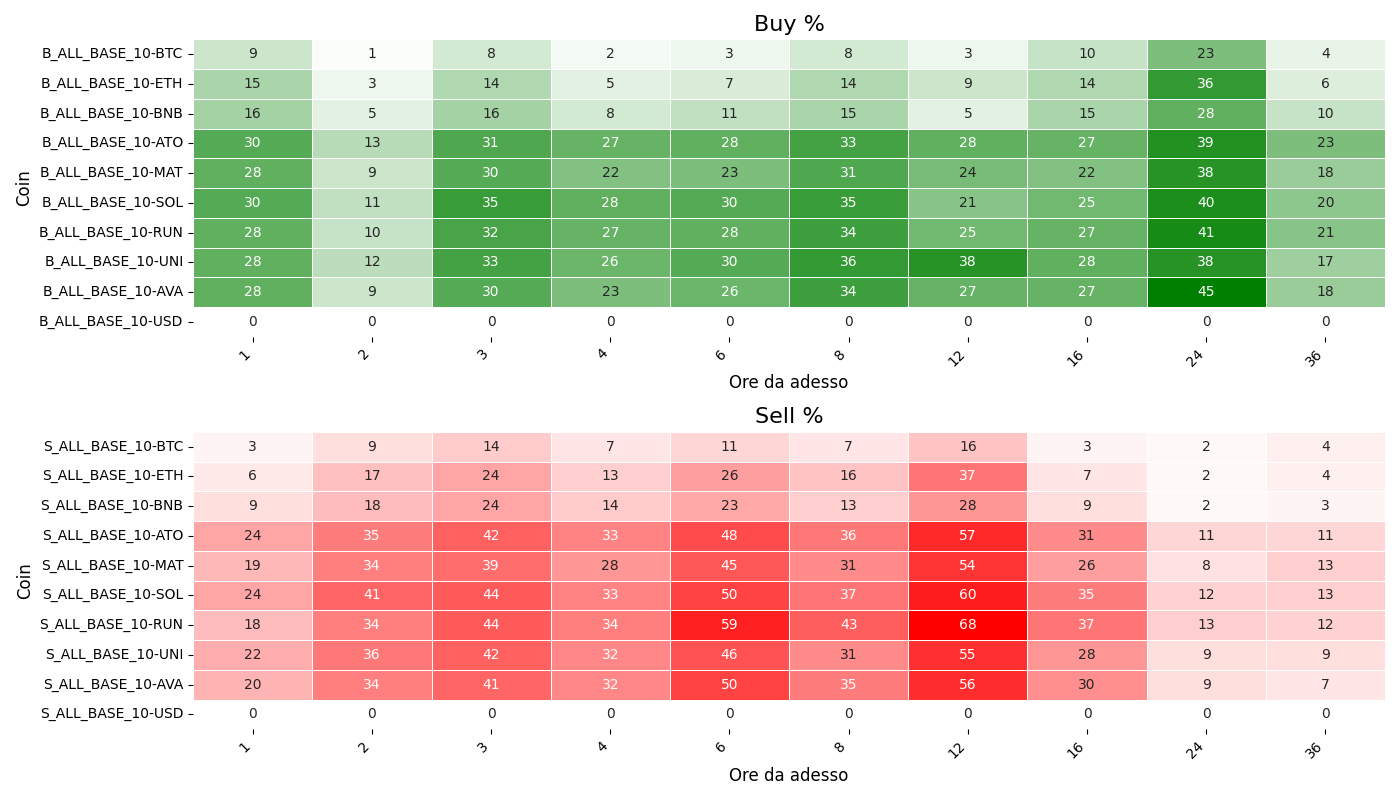 Buy %
Coin
B_ALL_BASE_10-BTC 9 1 8 2 3 8 3 10 23 4
B_ALL_BASE_10-ETH 15 3 14 5 7 14 9 14 36 6
B_ALL_BASE_10-BNB 16 5 16 8 11 15 5 15 28 10
B_ALL_BASE_10-ATO 30 13 31 27 28 33 28 27 39 23
B_ALL_BASE_10-MAT 28 9 30 22 23 31 24 22 38 18
B_ALL_BASE_10-SOL 30 11 35 28 30 35 21 25 40 20
B_ALL_BASE_10-RUN 28 10 32 27 28 34 25 27 41 21
B_ALL_BASE_10-UNI 28 12 33 26 30 36 38 28 38 17
B_ALL_BASE_10-AVA 28 9 30 23 26 34 27 27 45 18
B_ALL_BASE_10-USD 0 0 0 0 0 0 0 0 0 0
1 2 3 4 6 8 12 16 24 36
Ore da adesso
Sell %
Coin
S_ALL_BASE_10-BTC 3 9 14 7 11 7 16 3 2 4
S_ALL_BASE_10-ETH 6 17 24 13 26 16 37 7 2 4
S_ALL_BASE_10-BNB 9 18 24 14 23 13 28 9 2 3
S_ALL_BASE_10-ATO 24 35 42 33 48 36 57 31 11 11
S_ALL_BASE_10-MAT 19 34 39 28 45 31 54 26 8 13
S_ALL_BASE_10-SOL 24 41 44 33 50 37 60 35 12 13
S_ALL_BASE_10-RUN 18 34 44 34 59 43 68 37 13 12
S_ALL_BASE_10-UNI 22 36 42 32 46 31 55 28 9 9
S_ALL_BASE_10-AVA 20 34 41 32 50 35 56 30 9 7
S_ALL_BASE_10-USD 0 0 0 0 0 0 0 0 0 0
1 2 3 4 6 8 12 16 24 36
Ore da adesso